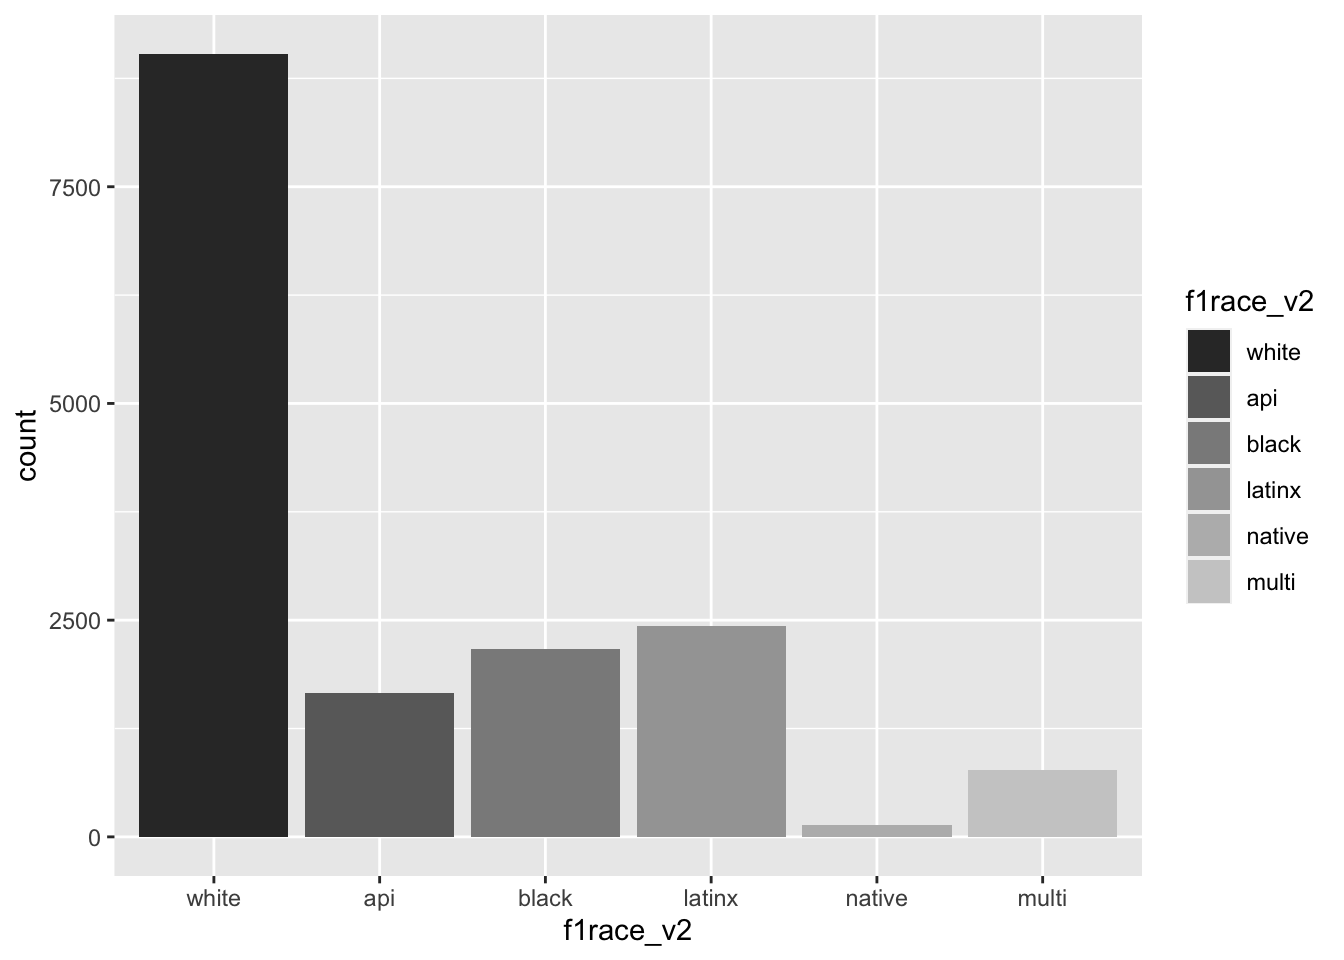 7500
5000
2500
0
count
white api black latinx native multi
f1race_v2
f1race_v2
white
api
black
latinx
native
multi